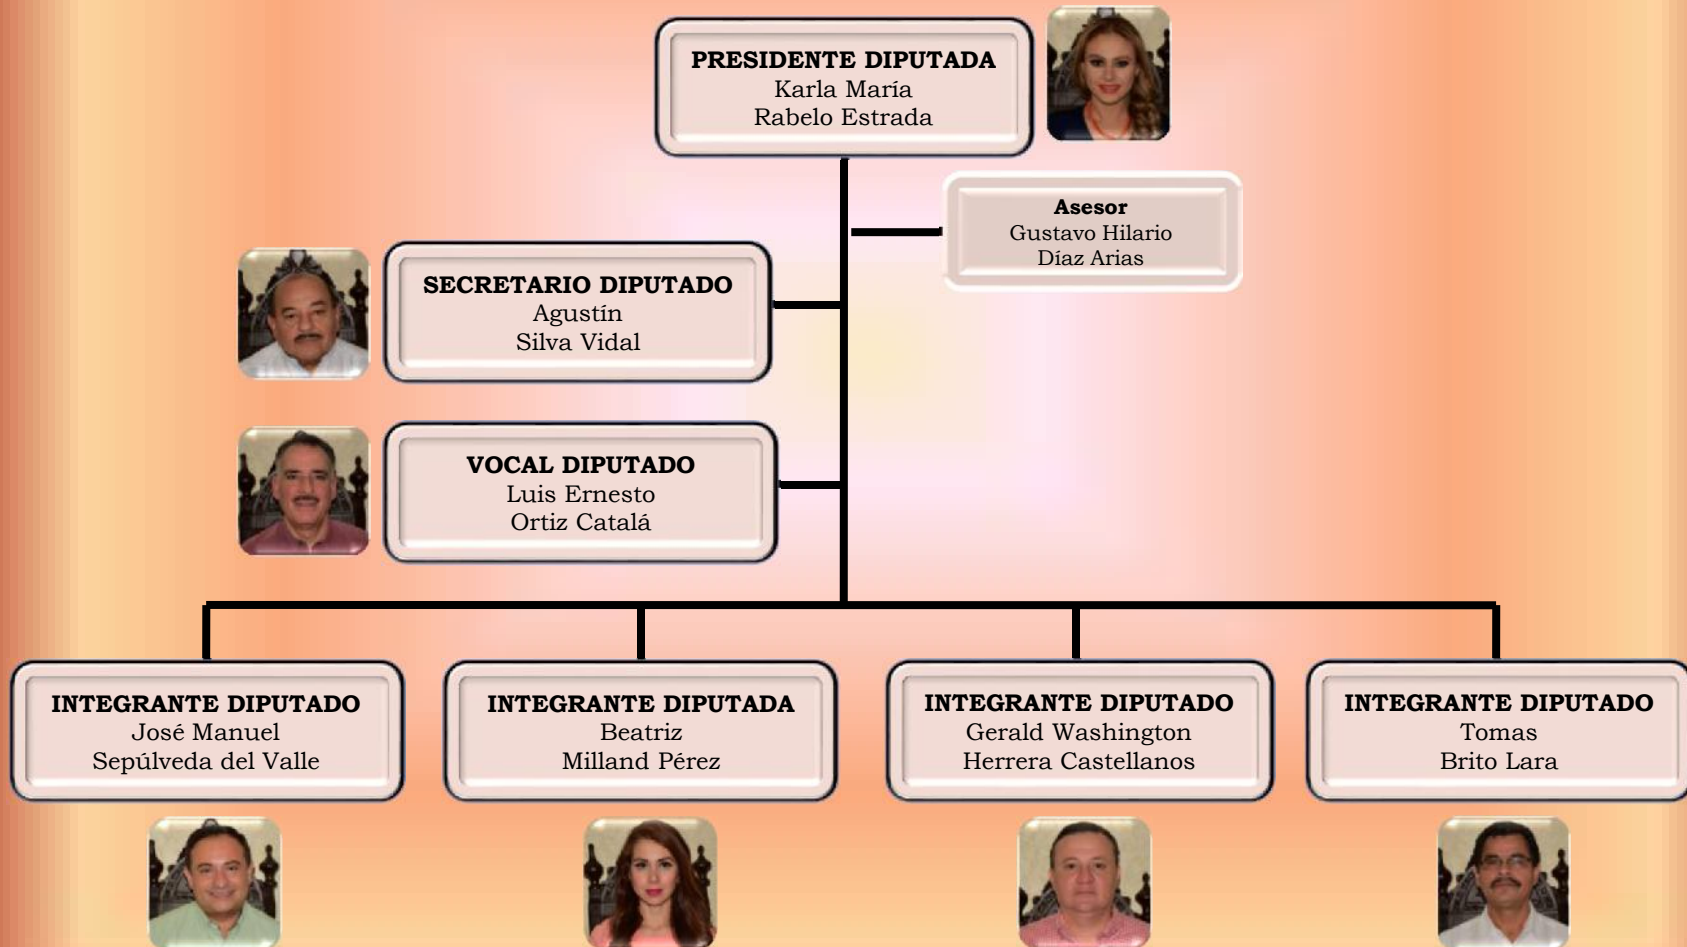 PRESIDENTE DIPUTADA
Karla María
Rabelo Estrada
Asesor
Gustavo Hilario
Díaz Arias
SECRETARIO DIPUTADO
Agustín
Silva Vidal
VOCAL DIPUTADO
Luis Ernesto
Ortiz Catalá
INTEGRANTE DIPUTADO
José Manuel
Sepúlveda del Valle
INTEGRANTE DIPUTADA
Beatriz
Milland Pérez
INTEGRANTE DIPUTADO
Gerald Washington
Herrera Castellanos
INTEGRANTE DIPUTADO
Tomas
Brito Lara